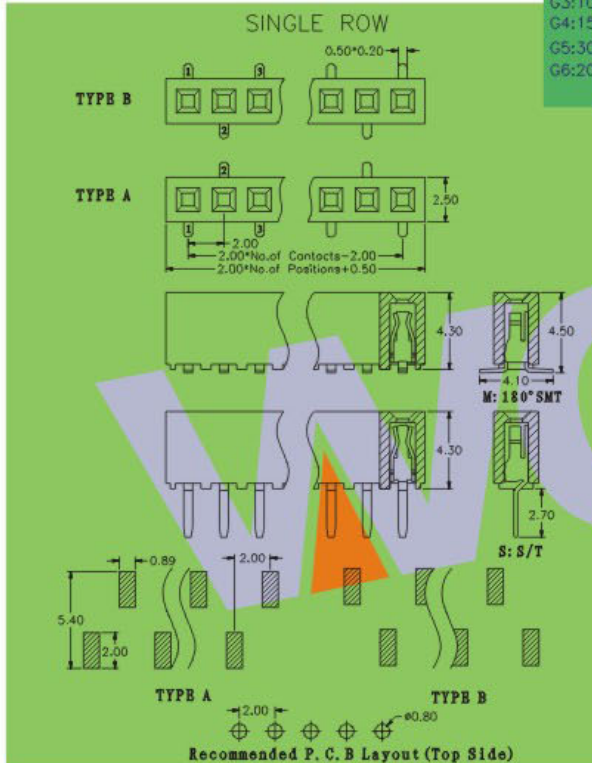 SINGLE ROW
G3:10
G4:15
G5:30
G6:20
0.50*0.20
1
3
TYPE B
2
2
TYPE A
2.50
1
3
2.00
2.00*No.of Contacts-2.00
2.00*No.of Positions+0.50
4.30
4.50
4.10
M: 180°SMT
4.30
2.70
S: S/T
0.89
2.00
5.40
2.00
TYPE A
TYPE B
2.00
ø0.80
Recommended P. C. B Layout (Top Side)